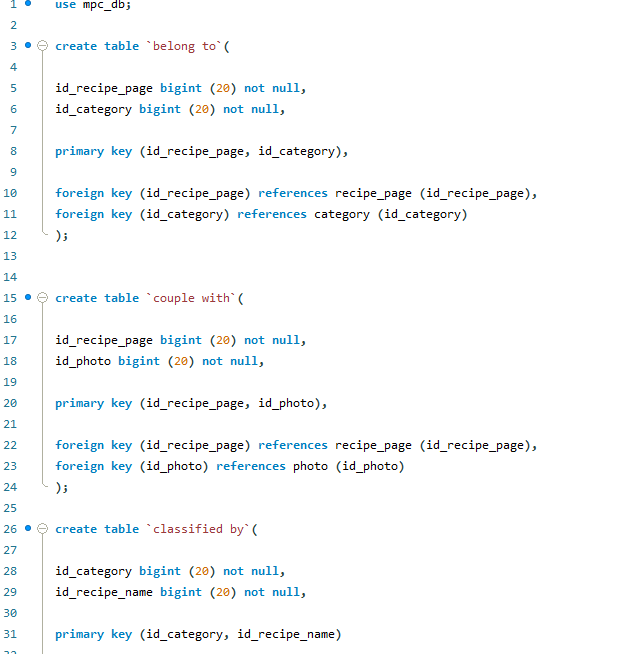 1 use mpc_db;
2
3 create table `belong to`(
4
5 id_recipe_page bigint (20) not null,
6 id_category bigint (20) not null,
7
8 primary key (id_recipe_page, id_category),
9
10 foreign key (id_recipe_page) references recipe_page (id_recipe_page),
11 foreign key (id_category) references category (id_category)
12 );
13
14
15 create table `couple with`(
16
17 id_recipe_page bigint (20) not null,
18 id_photo bigint (20) not null,
19
20 primary key (id_recipe_page, id_photo),
21
22 foreign key (id_recipe_page) references recipe_page (id_recipe_page),
23 foreign key (id_photo) references photo (id_photo)
24 );
25
26 create table `classified by`(
27
28 id_category bigint (20) not null,
29 id_recipe_name bigint (20) not null,
30
31 primary key (id_category, id_recipe_name)